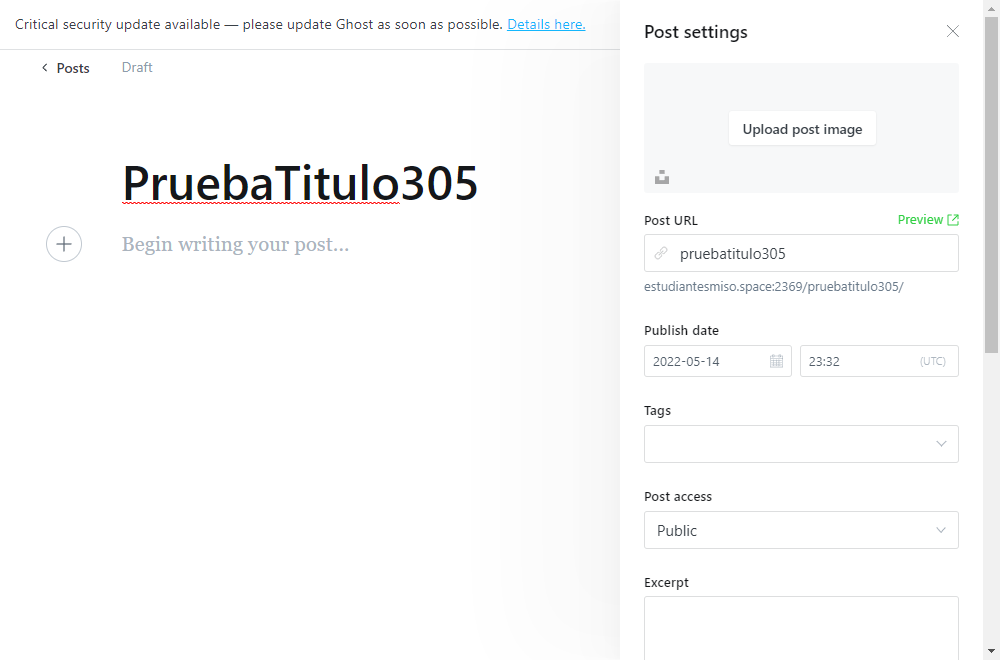 Critical security update available — please update Ghost as soon as possible. Details here.
Posts
Draft
PruebaTitulo305
Begin writing your post...
Post settings
Upload post image
Post URL
Preview
pruebatitulo305
estudiantesmiso.space:2369/pruebatitulo305/
Publish date
2022-05-14
23:32
(UTC)
Tags
Post access
Public
Excerpt